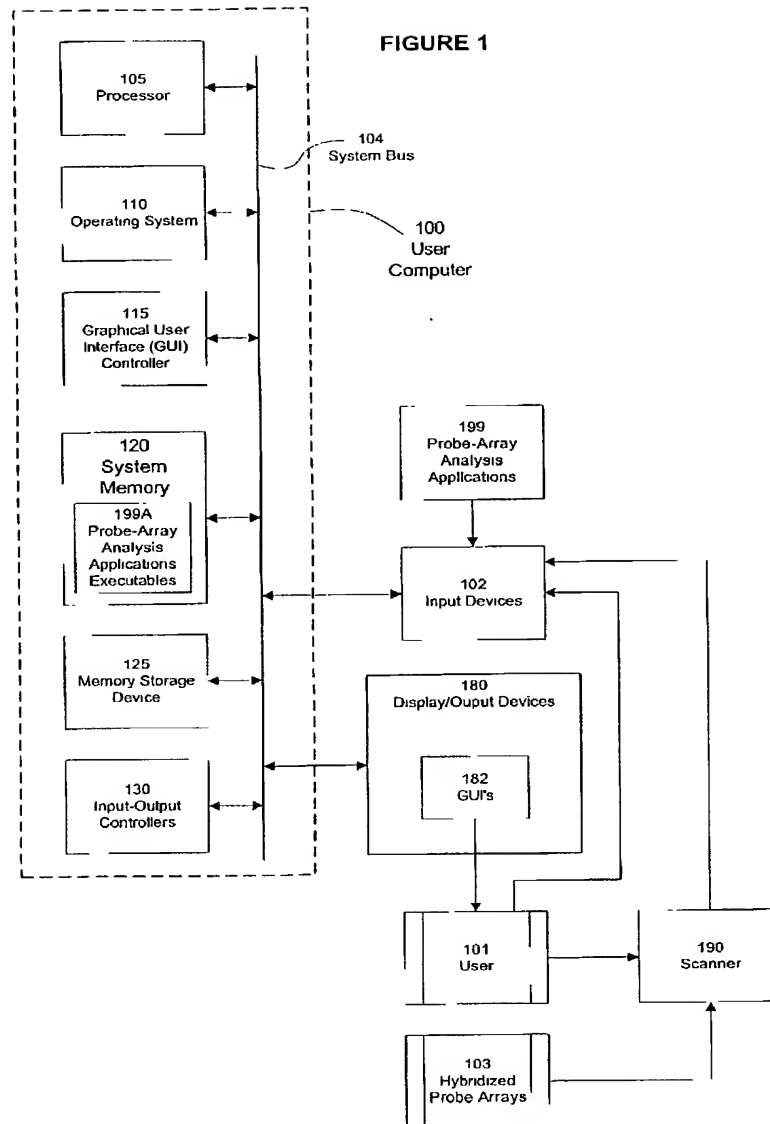 FIGURE 1
105
Processor
104
System Bus
110
Operating System
100
User
Computer
115
Graphical User
Interface (GUI)
Controller
120
System
Memory
199A
Probe-Array
Analysis
Applications
Executables
199
Probe-Array
Analysis
Applications
102
Input Devices
125
Memory Storage
Device
180
Display/Ouput Devices
182
GUI's
130
Input-Output
Controllers
101
User
190
Scanner
103
Hybridized
Probe Arrays